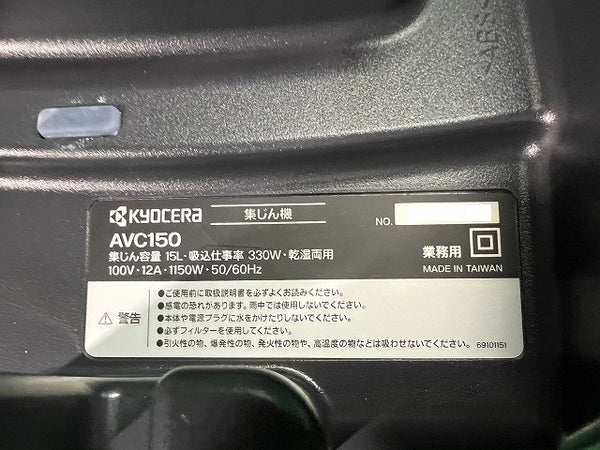 >ABS<
KYOCERA 集じん機 NO.
AVC150
集じん容量 15L・吸込仕事率 330W・乾湿両用
100V・12A・1150W・50/60Hz
業務用
MADE IN TAIWAN
⚠ 警告
●ご使用前に取扱説明書を必ずよくお読みください。
●感電の恐れがあります。雨中では使用しないでください。
●本体や電源プラグに水をかけたりしないでください。
●必ずフィルターを使用してください。
●引火性の物、爆発性の物、発火性の物や、高温度の物などは吸わせないでください。 69101151